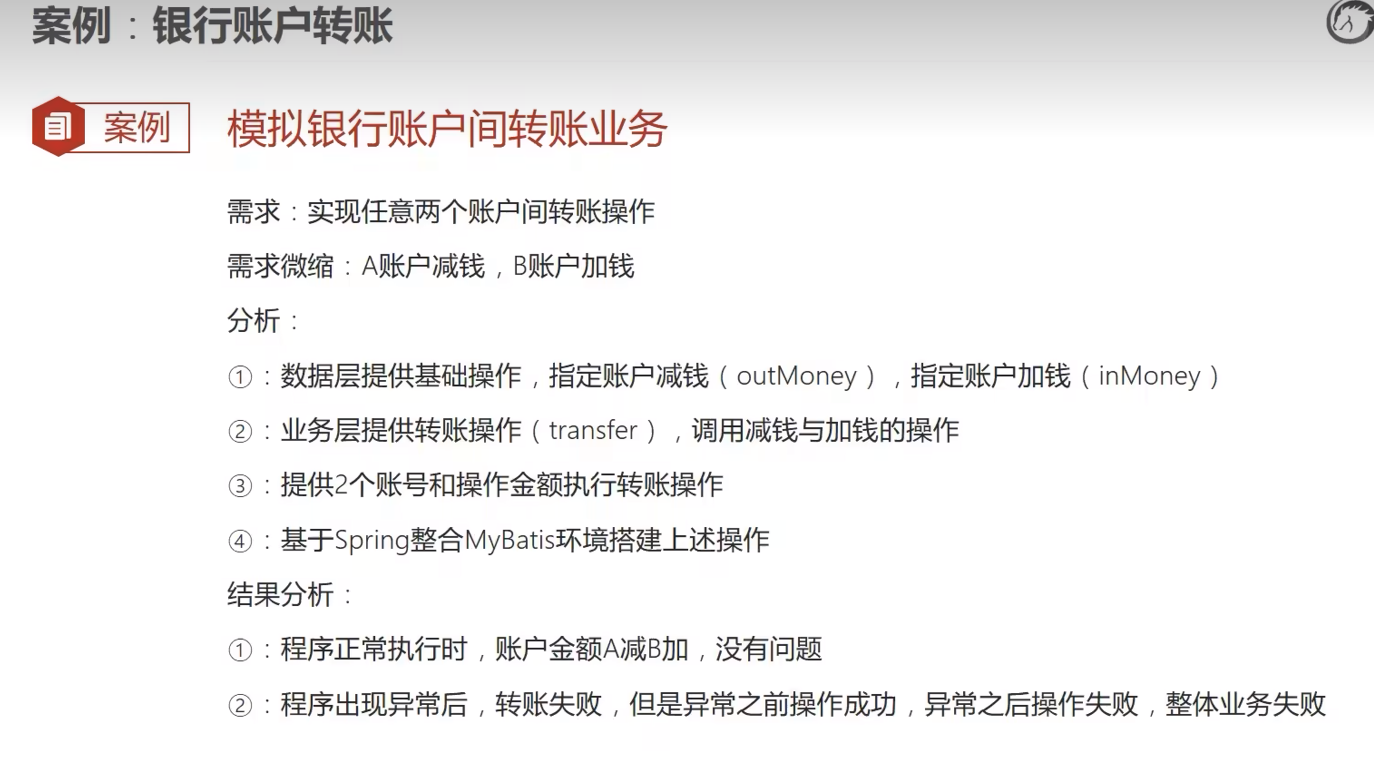 案例：银行账户转账
案例
模拟银行账户间转账业务
需求：实现任意两个账户间转账操作
需求微缩：A账户减钱，B账户加钱
分析：
①：数据层提供基础操作，指定账户减钱（outMoney），指定账户加钱（inMoney）
②：业务层提供转账操作（transfer），调用减钱与加钱的操作
③：提供2个账号和操作金额执行转账操作
④：基于Spring整合MyBatis环境搭建上述操作
结果分析：
①：程序正常执行时，账户金额A减B加，没有问题
②：程序出现异常后，转账失败，但是异常之前操作成功，异常之后操作失败，整体业务失败